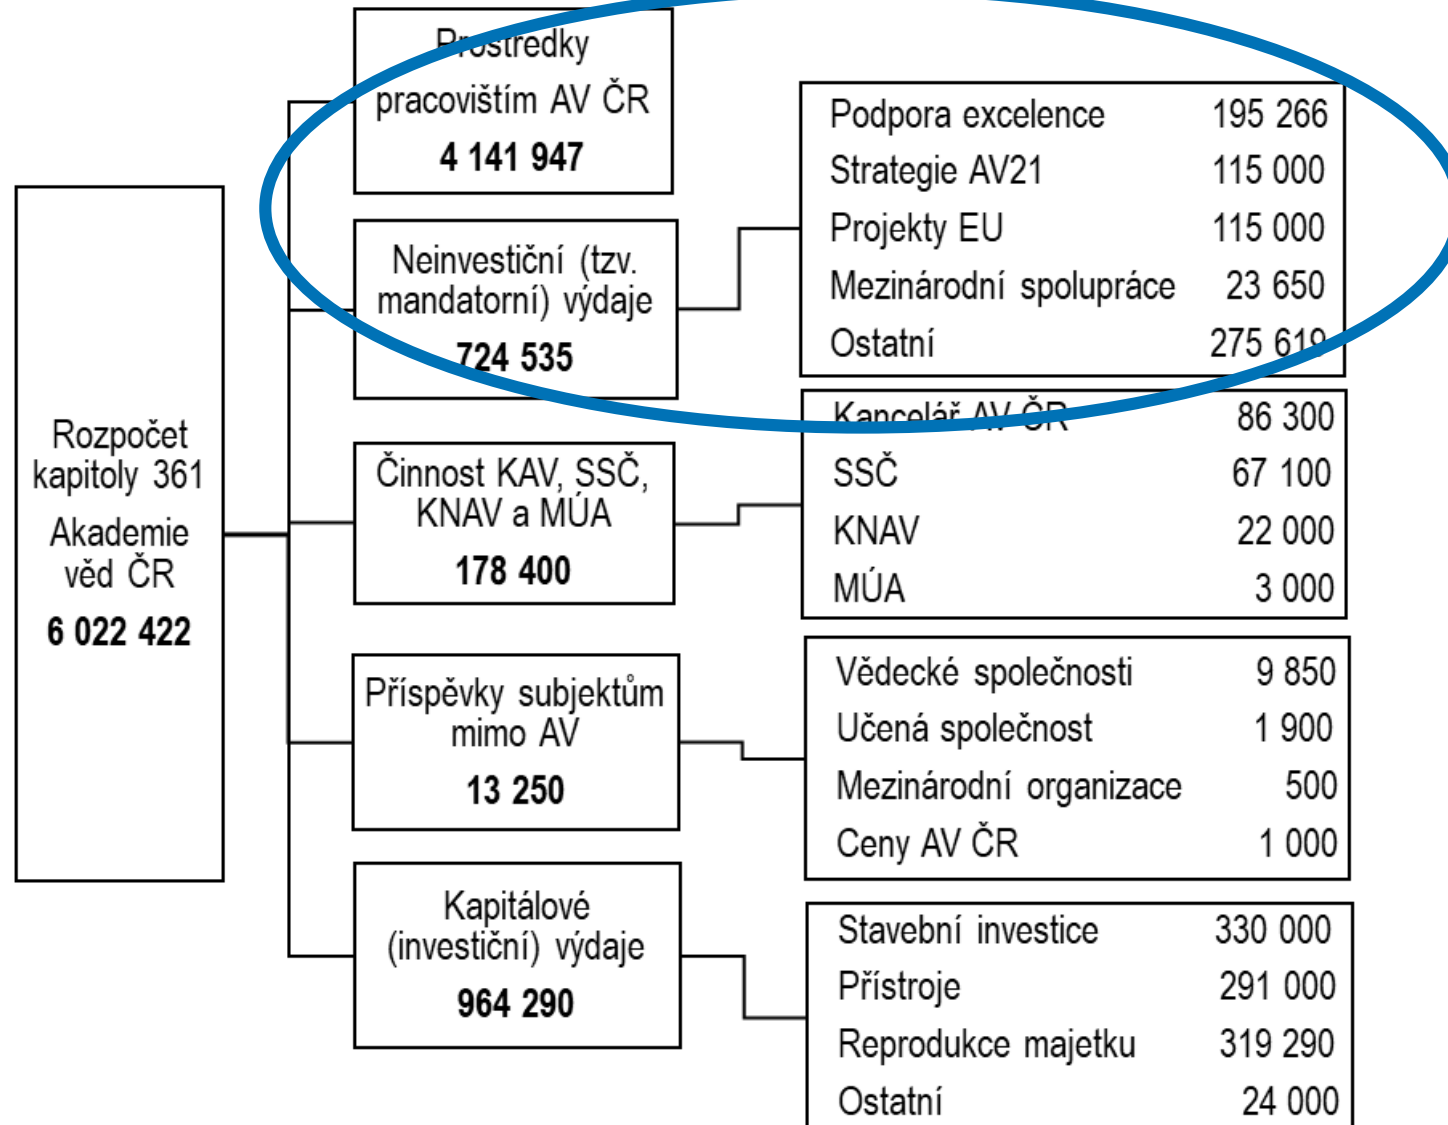 Rozpočet
kapitoly 361
Akademie
věd ČR
6 022 422
Prostředky
pracovištím AV ČR
4 141 947
Neinvestiční (tzv.
mandatorní) výdaje
724 535
Podpora excelence 195 266
Strategie AV21 115 000
Projekty EU 115 000
Mezinárodní spolupráce 23 650
Ostatní 275 619
Činnost KAV, SSČ,
KNAV a MÚA
178 400
Kancelář AV ČR 86 300
SSČ 67 100
KNAV 22 000
MÚA 3 000
Příspěvky subjektům
mimo AV
13 250
Vědecké společnosti 9 850
Učená společnost 1 900
Mezinárodní organizace 500
Ceny AV ČR 1 000
Kapitálové
(investiční) výdaje
964 290
Stavební investice 330 000
Přístroje 291 000
Reprodukce majetku 319 290
Ostatní 24 000